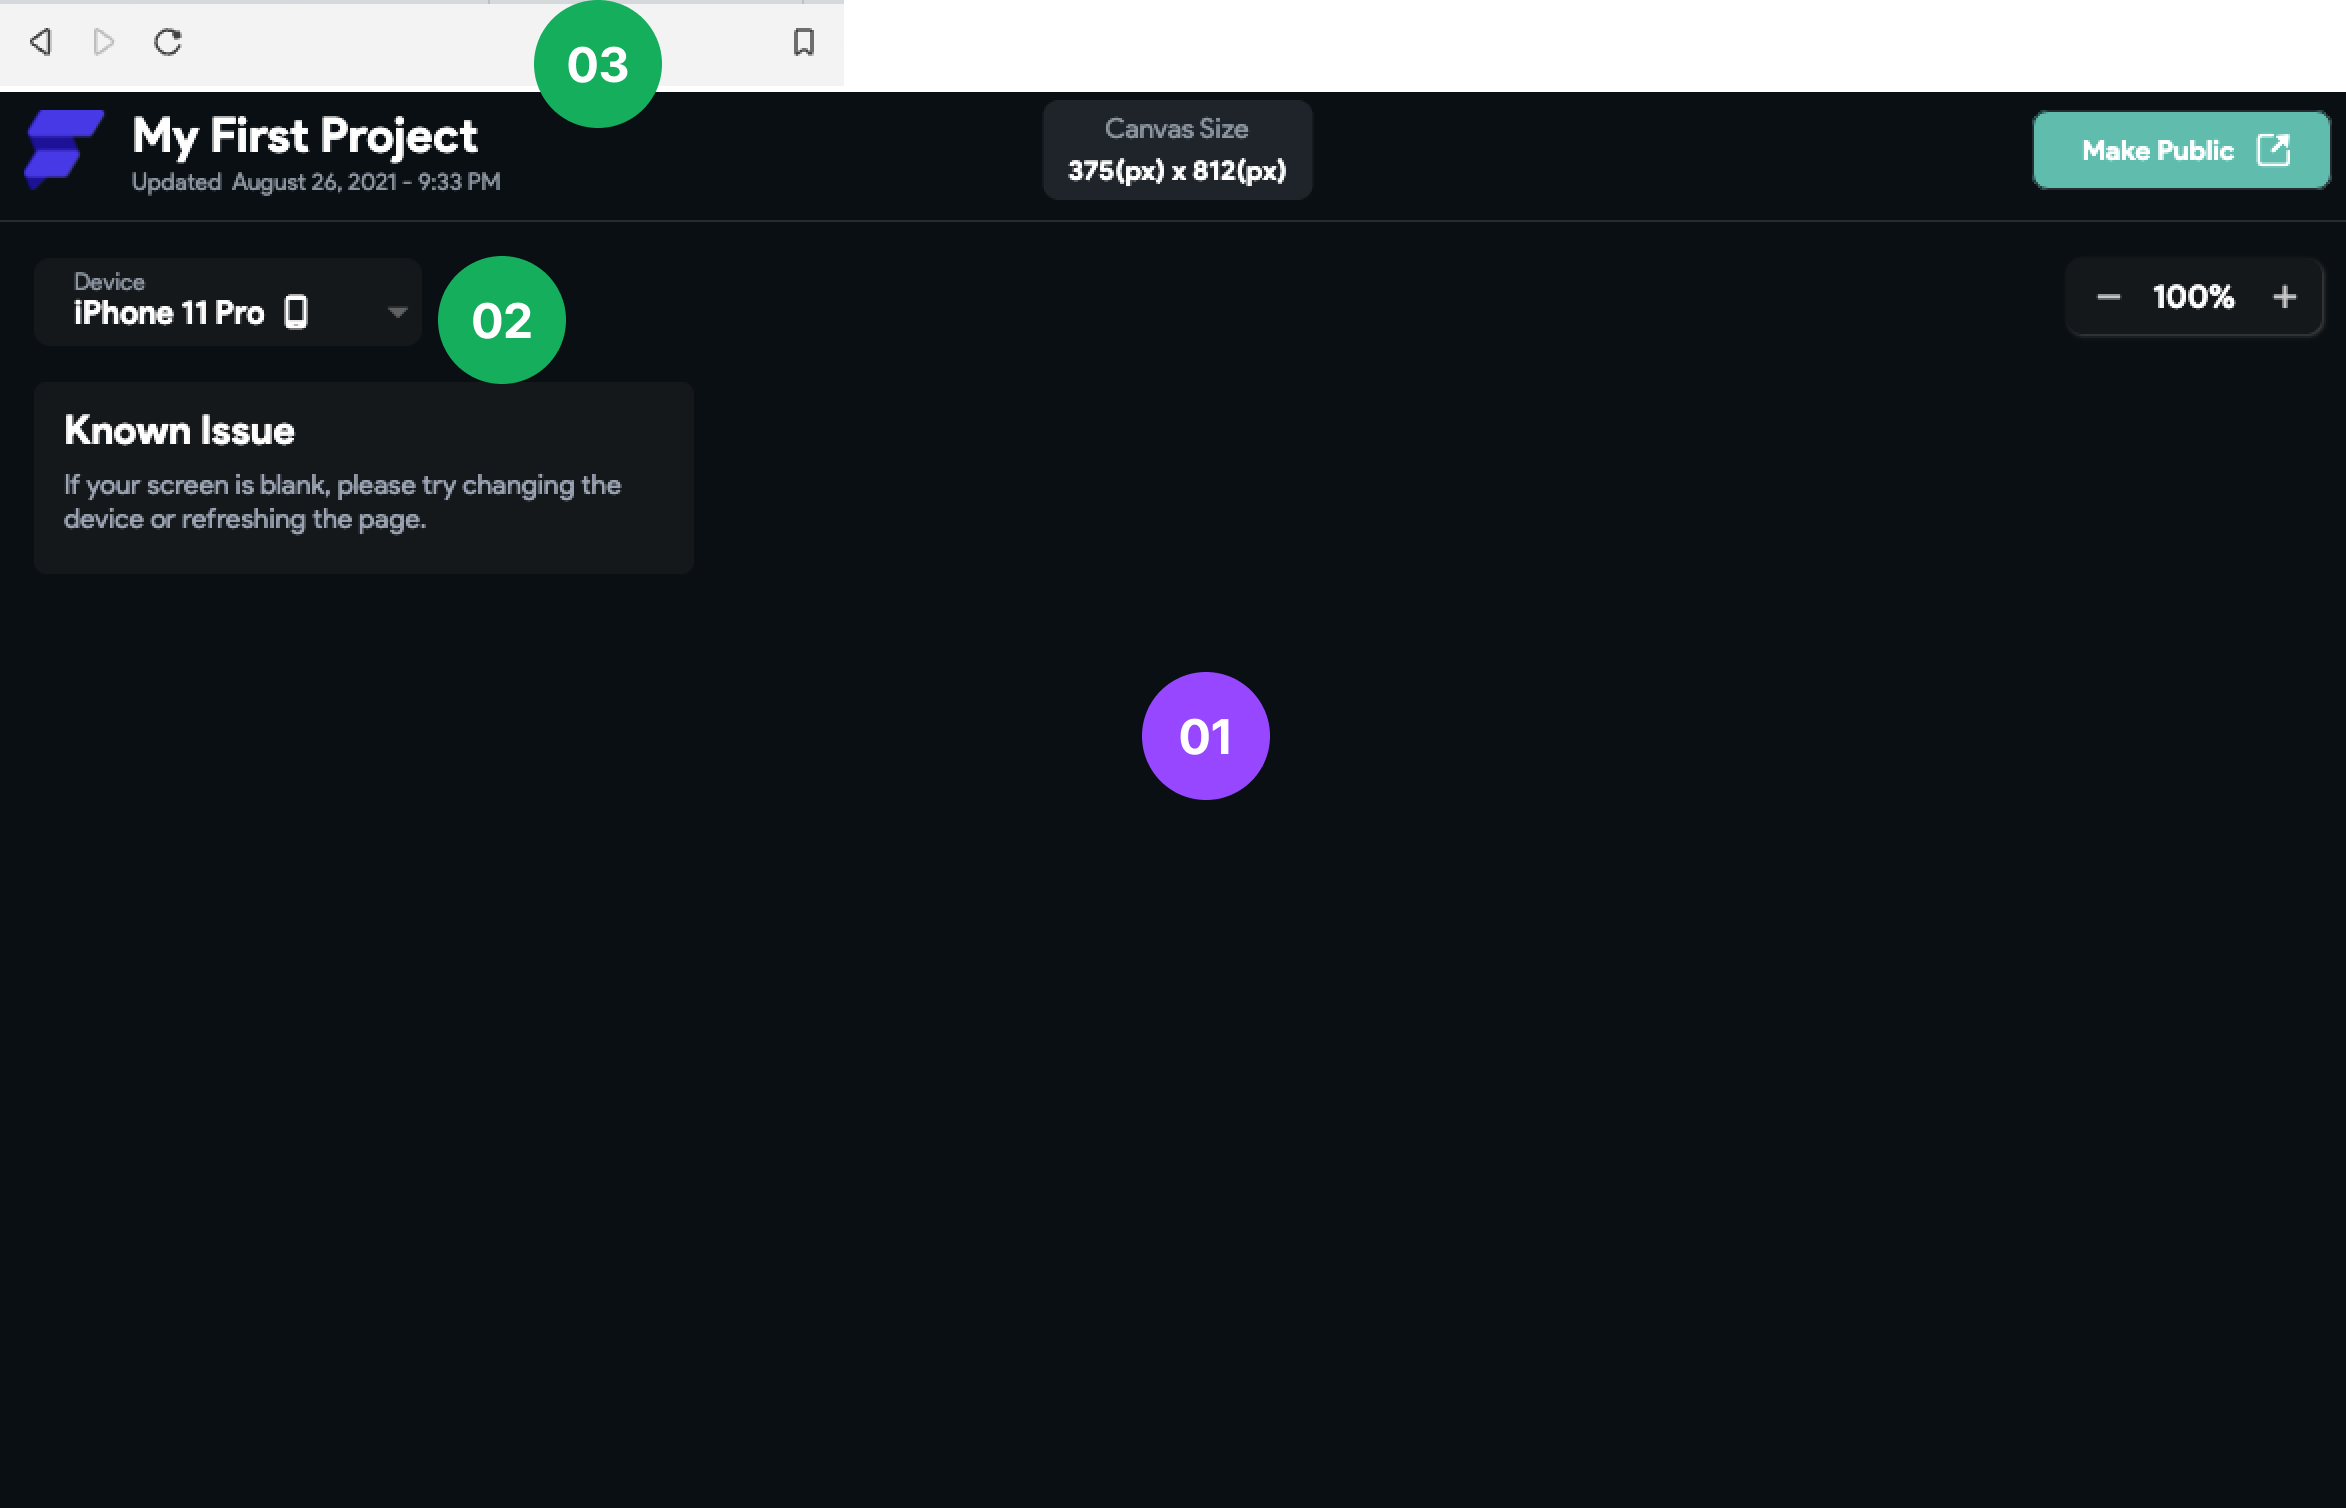 03
My First Project
Updated August 26, 2021 - 9:33 PM
Canvas Size
375(px) x 812(px)
Make Public
Device
iPhone 11 Pro
02
100%
Known Issue
If your screen is blank, please try changing the
device or refreshing the page.
01